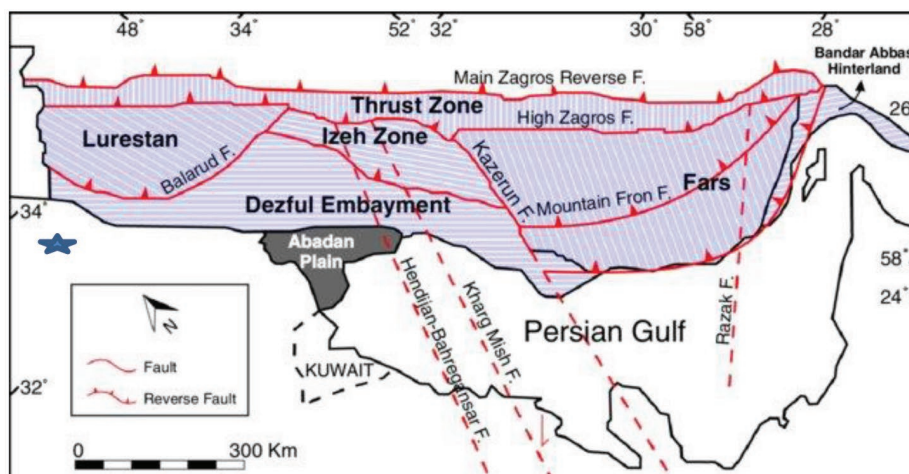 48°
34°
52°
32°
30°
58°
28°
Bandar Abbas
Hinterland
Main Zagros Reverse F.
Thrust Zone
High Zagros F.
26°
Lurestan
Izeh Zone
Balarud F.
Kazerun F.
Mountain Fron F.
Fars
Dezful Embayment
34°
Abadan
Plain
58°
24°
Hendijan-Bahregansar F.
Kharg Mish F.
Razak F.
Persian Gulf
N
Fault
Reverse Fault
KUWAIT
32°
0
300 Km